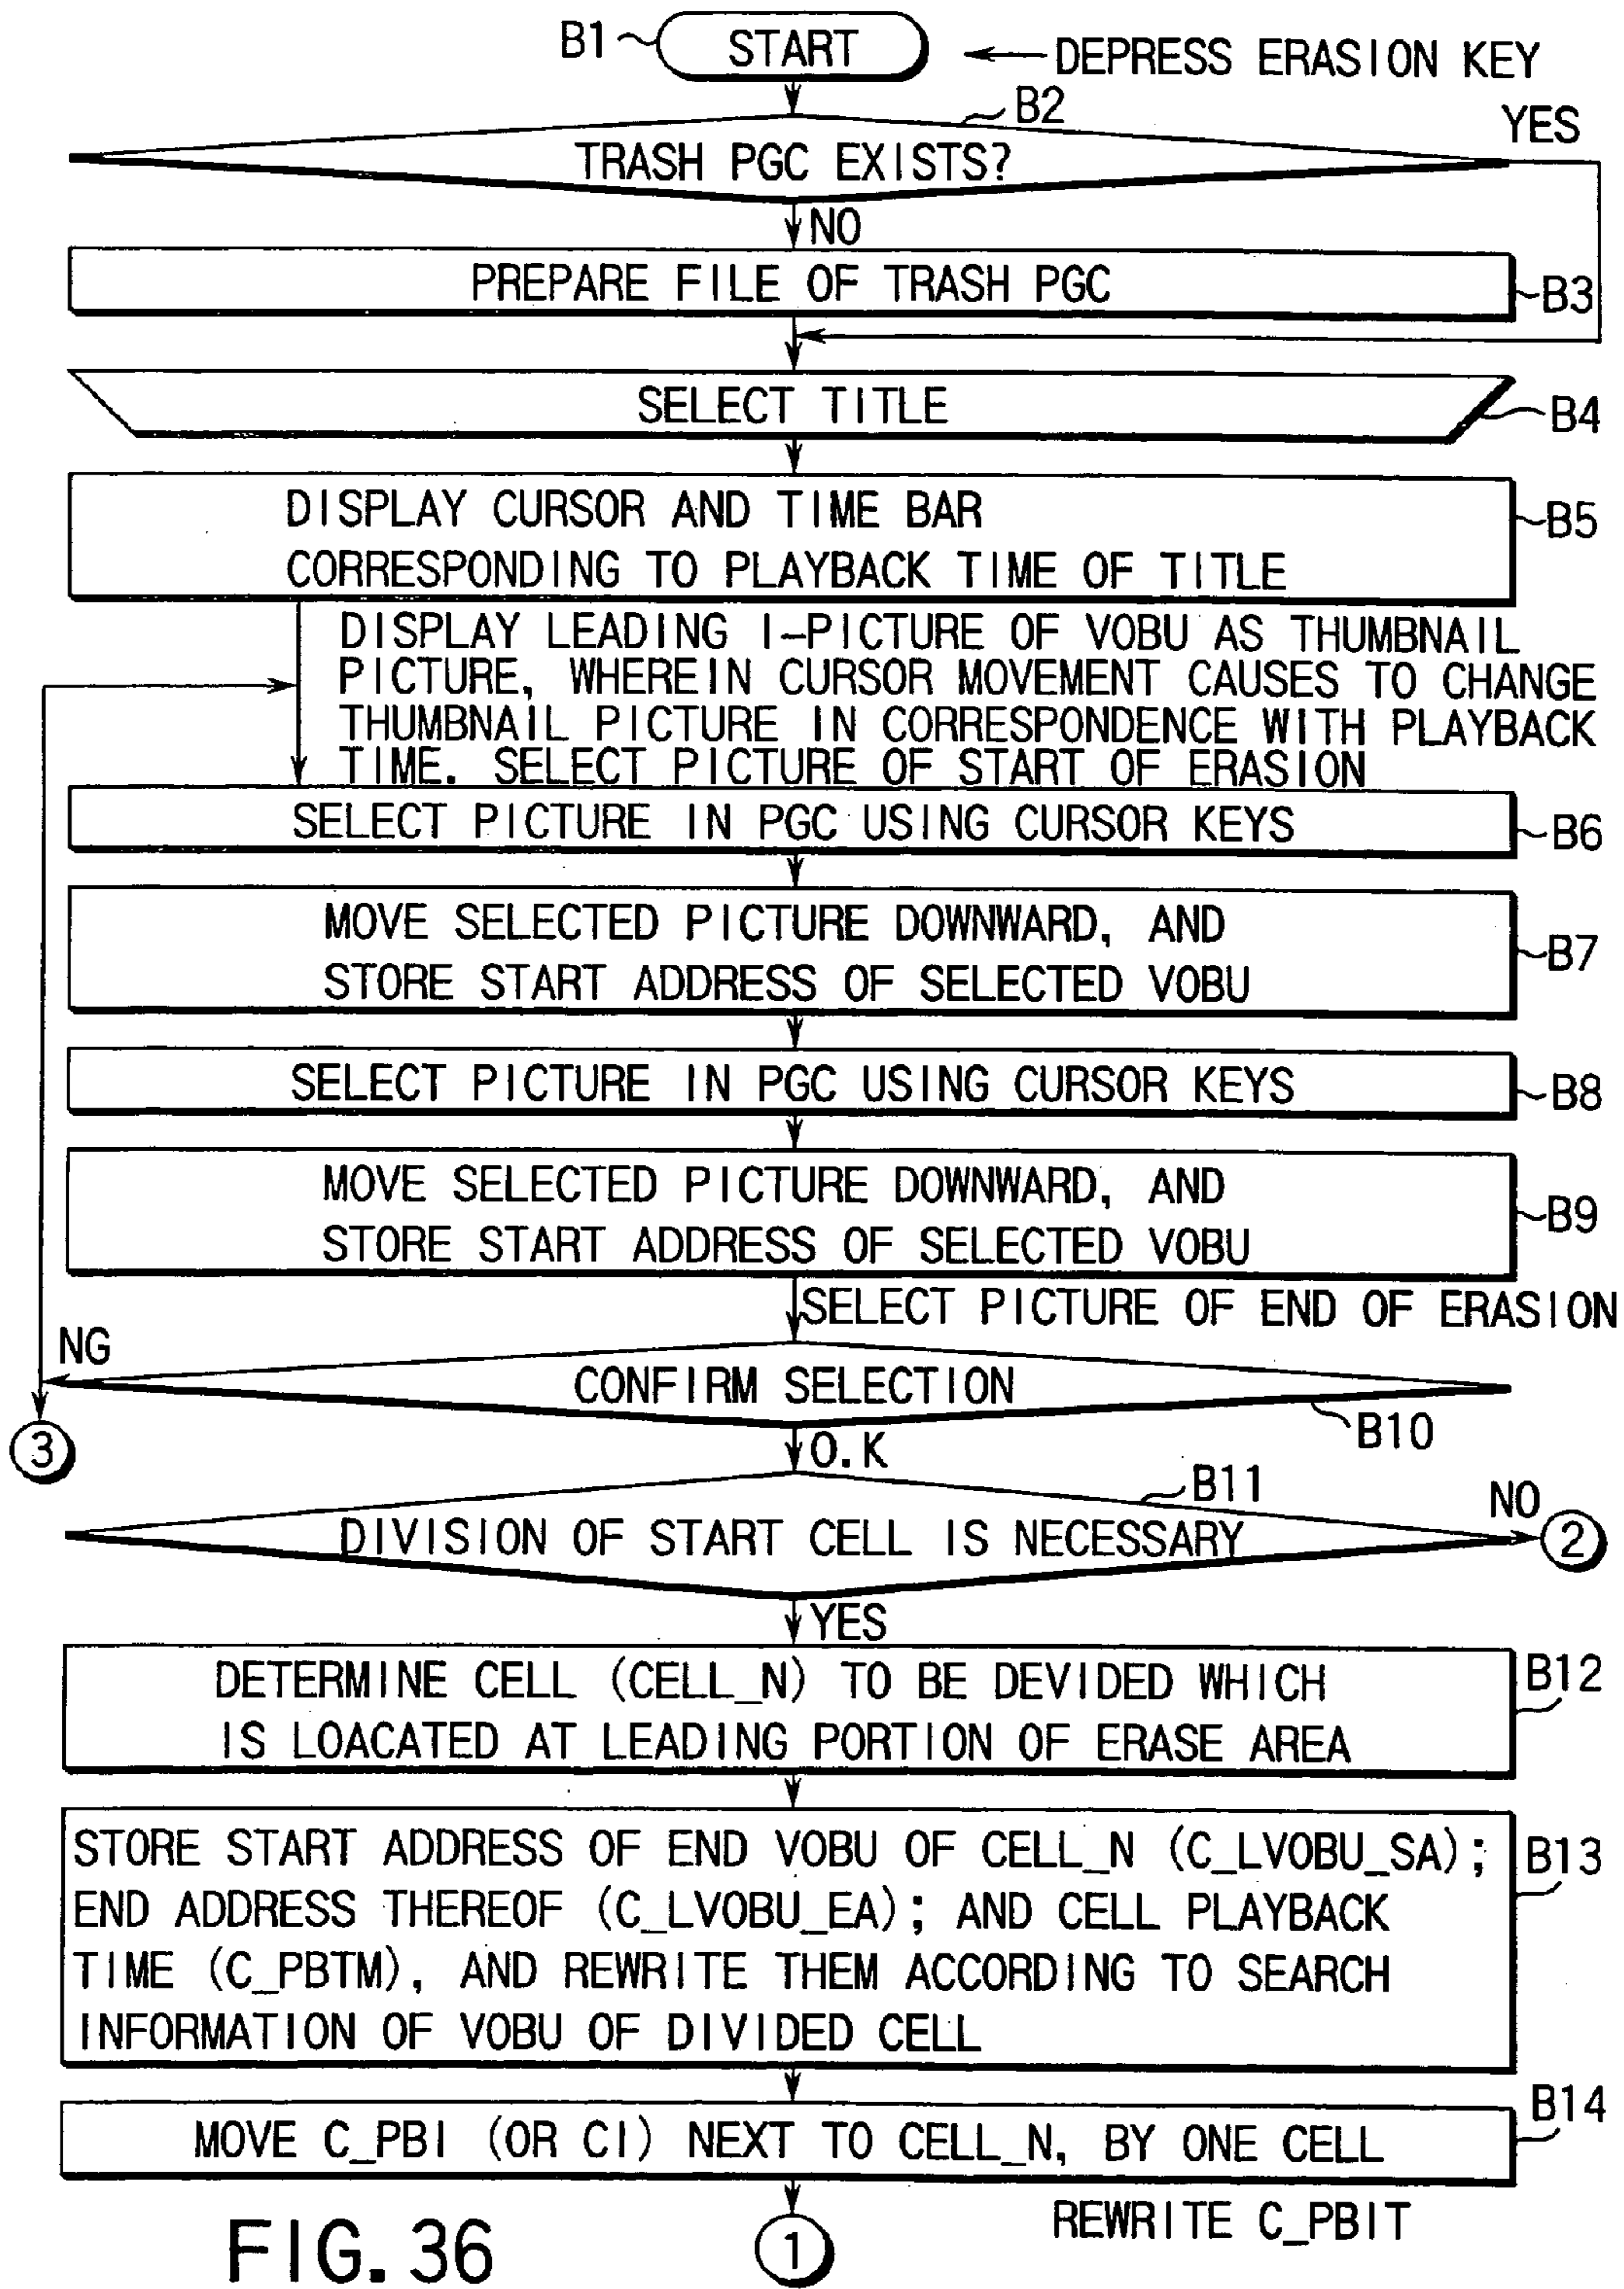 B1
START
DEPRESS ERASION KEY
B2
YES
TRASH PGC EXISTS?
NO
PREPARE FILE OF TRASH PGC
B3
SELECT TITLE
B4
DISPLAY CURSOR AND TIME BAR
CORRESPONDING TO PLAYBACK TIME OF TITLE
B5
DISPLAY LEADING I-PICTURE OF VOBU AS THUMBNAIL
PICTURE, WHEREIN CURSOR MOVEMENT CAUSES TO CHANGE
THUMBNAIL PICTURE IN CORRESPONDENCE WITH PLAYBACK
TIME. SELECT PICTURE OF START OF ERASION
SELECT PICTURE IN PGC USING CURSOR KEYS
B6
MOVE SELECTED PICTURE DOWNWARD, AND
STORE START ADDRESS OF SELECTED VOBU
B7
SELECT PICTURE IN PGC USING CURSOR KEYS
B8
MOVE SELECTED PICTURE DOWNWARD, AND
STORE START ADDRESS OF SELECTED VOBU
B9
SELECT PICTURE OF END OF ERASION
NG
CONFIRM SELECTION
B10
3
O.K
B11
NO
DIVISION OF START CELL IS NECESSARY
2
YES
DETERMINE CELL (CELL_N) TO BE DEVIDED WHICH
IS LOACATED AT LEADING PORTION OF ERASE AREA
B12
STORE START ADDRESS OF END VOBU OF CELL_N (C_LVOBU_SA);
END ADDRESS THEREOF (C_LVOBU_EA); AND CELL PLAYBACK
TIME (C_PBTM), AND REWRITE THEM ACCORDING TO SEARCH
INFORMATION OF VOBU OF DIVIDED CELL
B13
MOVE C_PBI (OR CI) NEXT TO CELL_N, BY ONE CELL
B14
REWRITE C_PBIT
1
FIG. 36